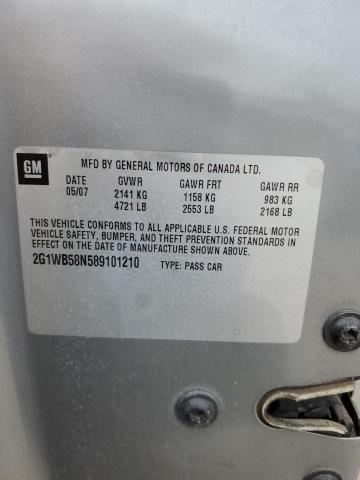 GM
MFD BY GENERAL MOTORS OF CANADA LTD.
DATE GVWR GAWR FRT GAWR RR
05/07 2141 KG 1158 KG 983 KG
4721 LB 2553 LB 2168 LB
THIS VEHICLE CONFORMS TO ALL APPLICABLE U.S. FEDERAL MOTOR
VEHICLE SAFETY, BUMPER, AND THEFT PREVENTION STANDARDS IN
EFFECT ON THE DATE OF MANUFACTURE SHOWN ABOVE.
2G1WB58N589101210 TYPE: PASS CAR